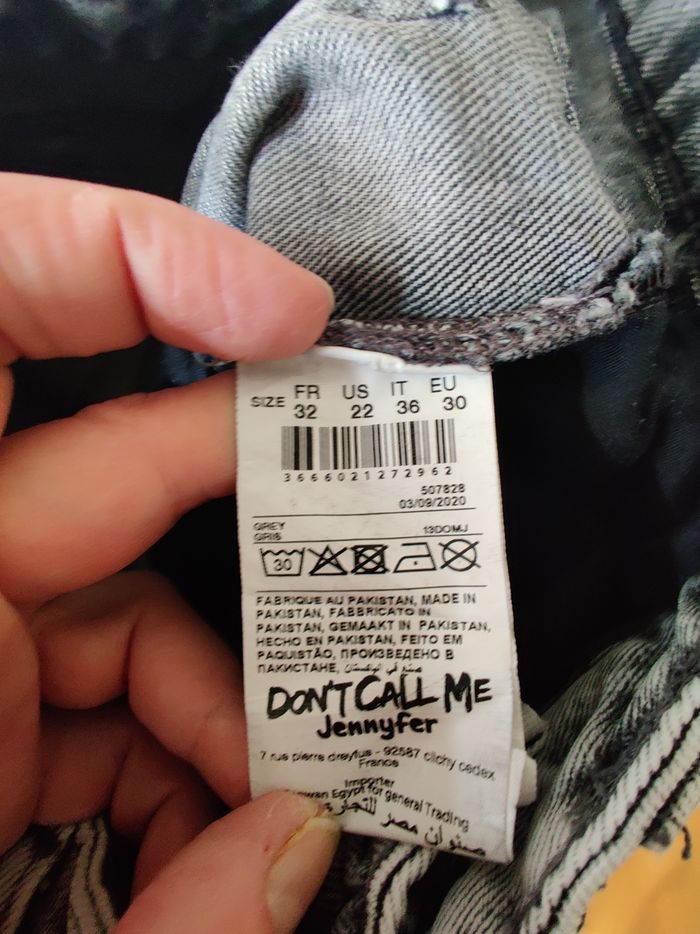 SIZE FR US IT EU
32 22 36 30
3666021272962
507828
03/09/2020
GREY
GRIS 13DOMJ
30
FABRIQUE AU PAKISTAN, MADE IN
PAKISTAN, FABBRICATO IN
PAKISTAN, GEMAAKT IN PAKISTAN,
HECHO EN PAKISTAN, FEITO EM
PAQUISTÃO, ПРОИЗВЕДЕНО В
ПАКИСТАНЕ, صنع في
DON'T CALL ME
Jennyfer
7 rue pierre dreyfus - 92587 clichy cedex
France
Importer
Egypt for general Trading
صنوان مصر للتجارة